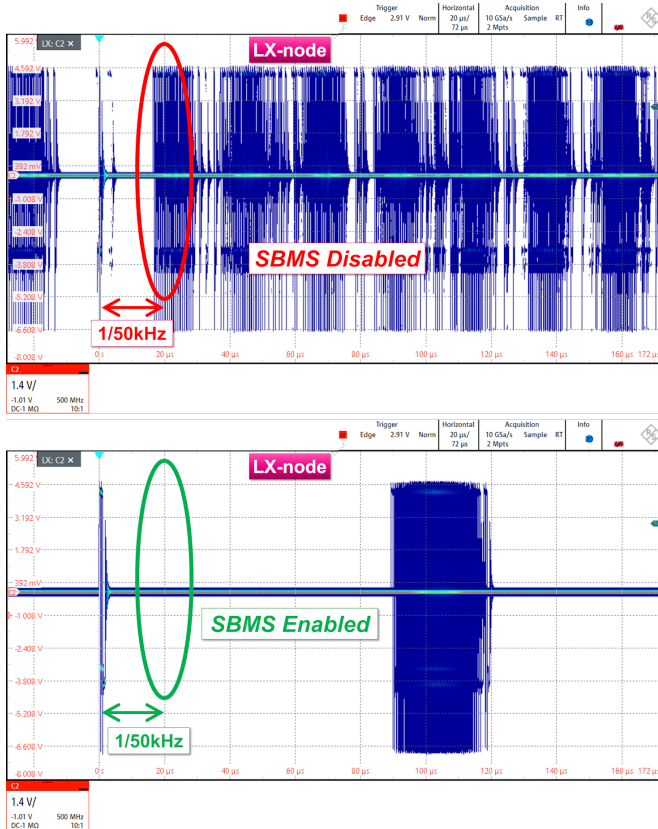 Trigger
Horizontal
Acquisition
Info
Edge 2.91 V Norm
20 µs/
72 µs
10 GSa/s Sample RT
2 Mpts
19
5.992
LX: C2 ×
LX-node
4.592 V
3.192 V
1.792 V
392 mV
C2
-1.008 V
-2.408 V
SBMS Disabled
-3.808 V
-5.208 V
-6.608 V
1/50kHz
-8.008 V
0 s
20 µs
40 µs
60 µs
80 µs
100 µs
120 µs
140 µs
160 µs
172 µs
C2
1.4 V/
-1.01 V 500 MHz
DC-1 MΩ 10:1
Trigger
Horizontal
Acquisition
Info
Edge 2.91 V Norm
20 µs/
72 µs
10 GSa/s Sample RT
2 Mpts
20
5.992
LX: C2 ×
LX-node
4.592 V
3.192 V
1.792 V
392 mV
-1.008 V
SBMS Enabled
-2.408 V
-3.808 V
-5.208 V
1/50kHz
-6.608 V
-8.008 V
0 s
20 µs
40 µs
60 µs
80 µs
100 µs
120 µs
140 µs
160 µs
172 µs
C2
1.4 V/
-1.01 V 500 MHz
DC-1 MΩ 10:1